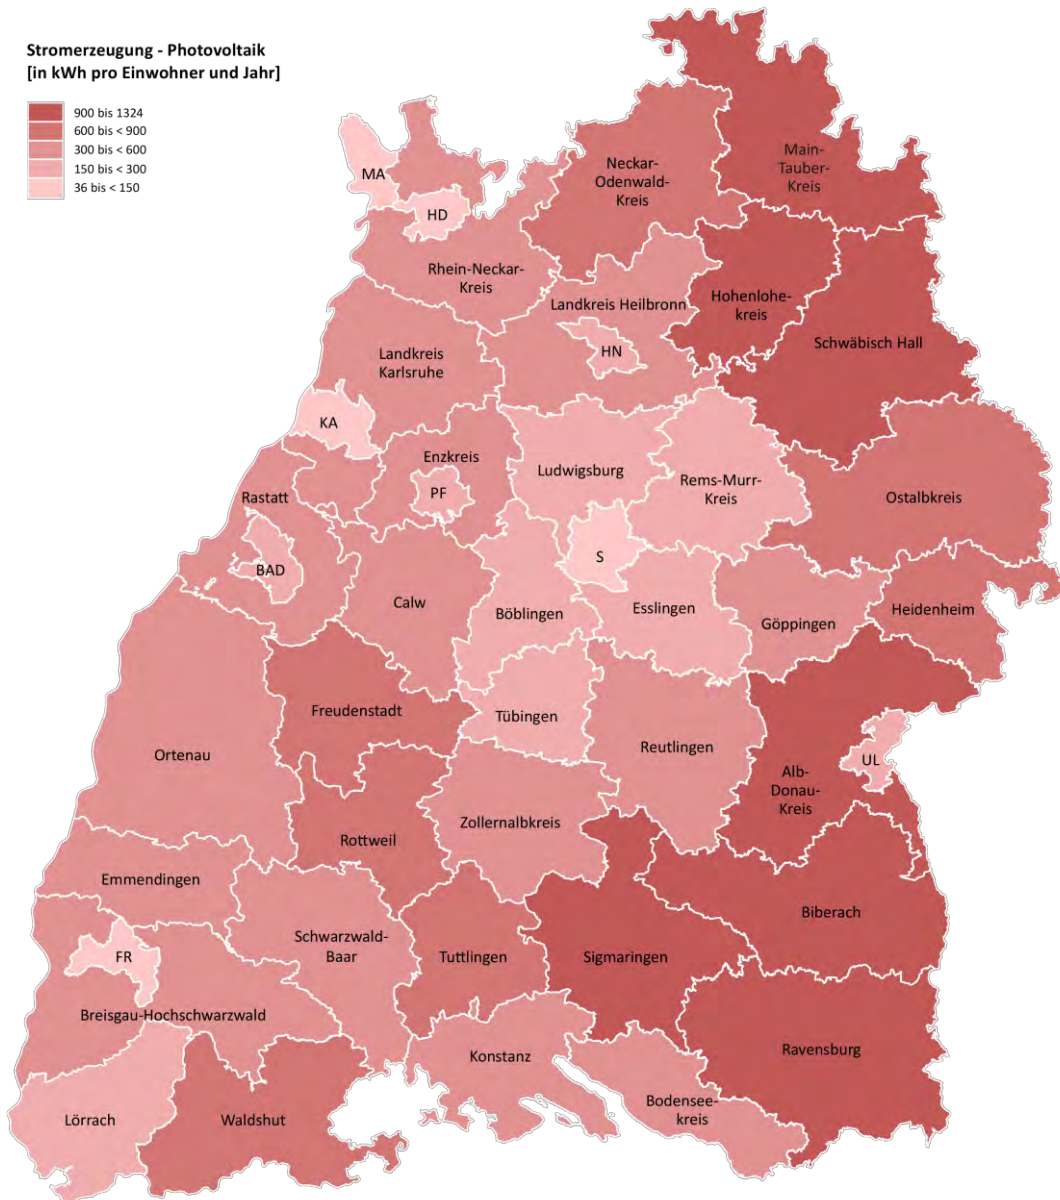 Stromerzeugung - Photovoltaik
[in kWh pro Einwohner und Jahr]
900 bis 1324
600 bis < 900
300 bis < 600
150 bis < 300
36 bis < 150
Main-
Tauber-
Kreis
Neckar-
Odenwald-
Kreis
MA
HD
Rhein-Neckar-
Kreis
Landkreis Heilbronn
Hohenlohe-
kreis
HN
Schwäbisch Hall
Landkreis
Karlsruhe
KA
Enzkreis
PF
Ludwigsburg
Rems-Murr-
Kreis
Ostalbkreis
Rastatt
BAD
S
Calw
Böblingen
Esslingen
Göppingen
Heidenheim
Freudenstadt
Tübingen
Reutlingen
Ortenau
Alb-
Donau-
Kreis
UL
Rottweil
Zollernalbkreis
Emmendingen
Biberach
FR
Schwarzwald-
Baar
Tuttlingen
Sigmaringen
Breisgau-Hochschwarzwald
Konstanz
Ravensburg
Lörrach
Waldshut
Bodensee-
kreis